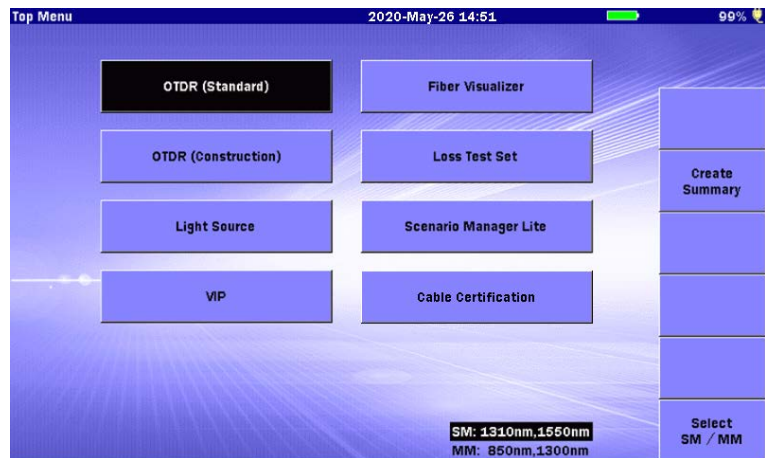 Top Menu 2020-May-26 14:51 99%
OTDR (Standard)
Fiber Visualizer
OTDR (Construction)
Loss Test Set
Light Source
Scenario Manager Lite
VIP
Cable Certification
Create
Summary
Select
SM / MM
SM: 1310nm,1550nm
MM: 850nm,1300nm